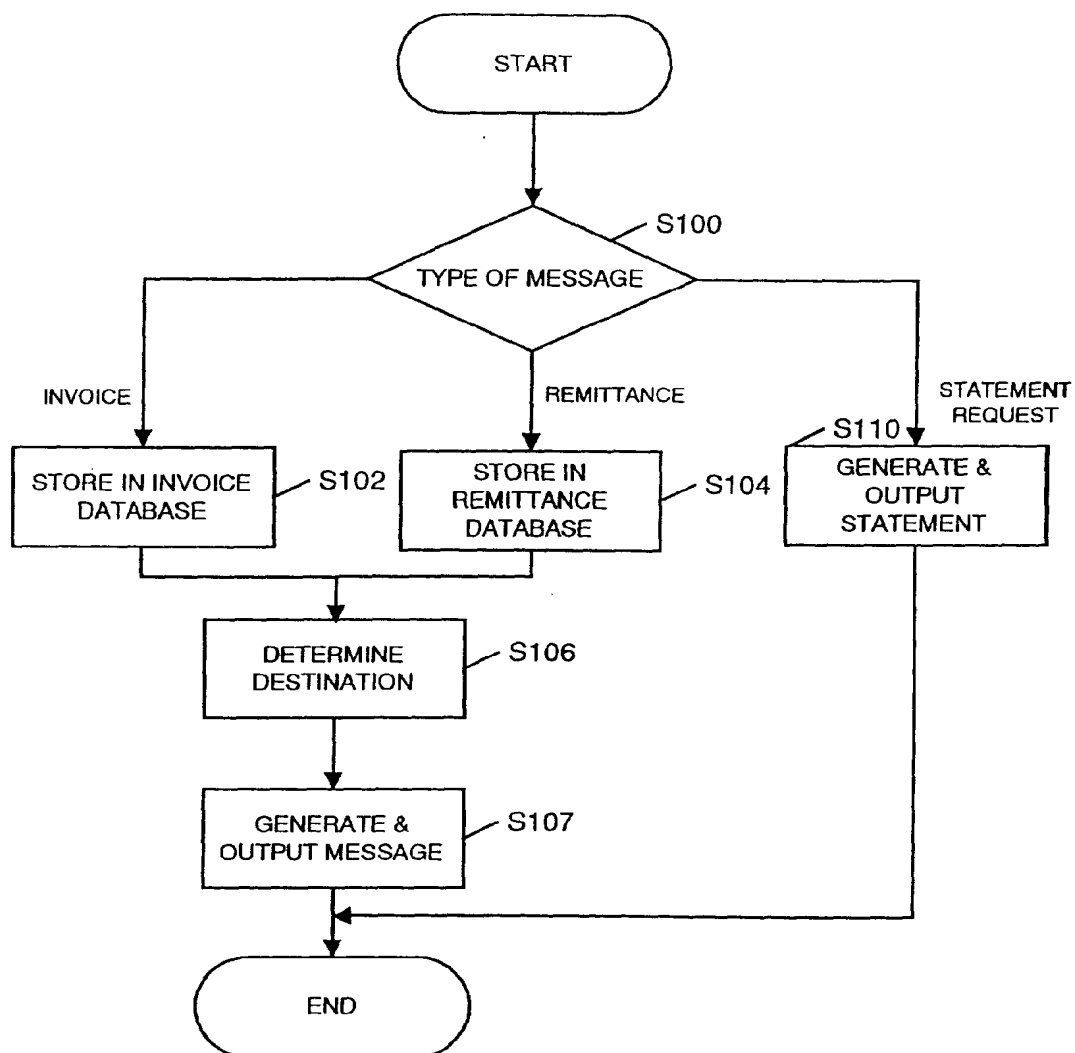 START
S100
TYPE OF MESSAGE
INVOICE
REMITTANCE
STATEMENT
REQUEST
STORE IN INVOICE
DATABASE
S102
STORE IN
REMITTANCE
DATABASE
S104
S110
GENERATE &
OUTPUT
STATEMENT
DETERMINE
DESTINATION
S106
GENERATE &
OUTPUT MESSAGE
S107
END